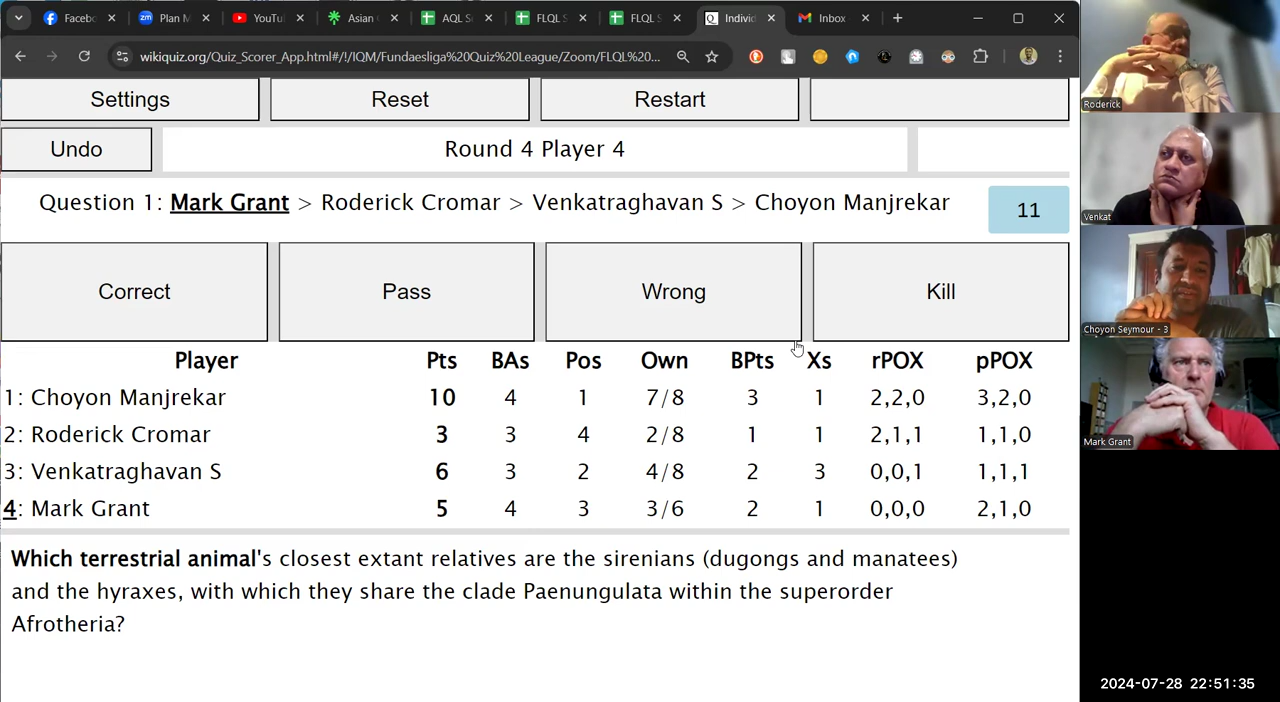 Facebo
Plan M
YouTu
Asian
AQL S
FLQL S
FLQL S
Individ
Inbox
wikiquiz.org/Quiz_Scorer_App.html#/!/IQM/Fundaesliga%20Quiz%20League/Zoom/FLQL%20...
Settings Reset Restart
Undo Round 4 Player 4
Question 1: Mark Grant > Roderick Cromar > Venkatraghavan S > Choyon Manjrekar 11
Correct Pass Wrong Kill
Player Pts BAs Pos Own BPts Xs rPOX pPOX
1: Choyon Manjrekar 10 4 1 7/8 3 1 2,2,0 3,2,0
2: Roderick Cromar 3 3 4 2/8 1 1 2,1,1 1,1,0
3: Venkatraghavan S 6 3 2 4/8 2 3 0,0,1 1,1,1
4: Mark Grant 5 4 3 3/6 2 1 0,0,0 2,1,0
Which terrestrial animal's closest extant relatives are the sirenians (dugongs and manatees)
and the hyraxes, with which they share the clade Paenungulata within the superorder
Afrotheria?
Roderick
Venkat
Choyon Seymour - 3
Mark Grant
2024-07-28 22:51:35